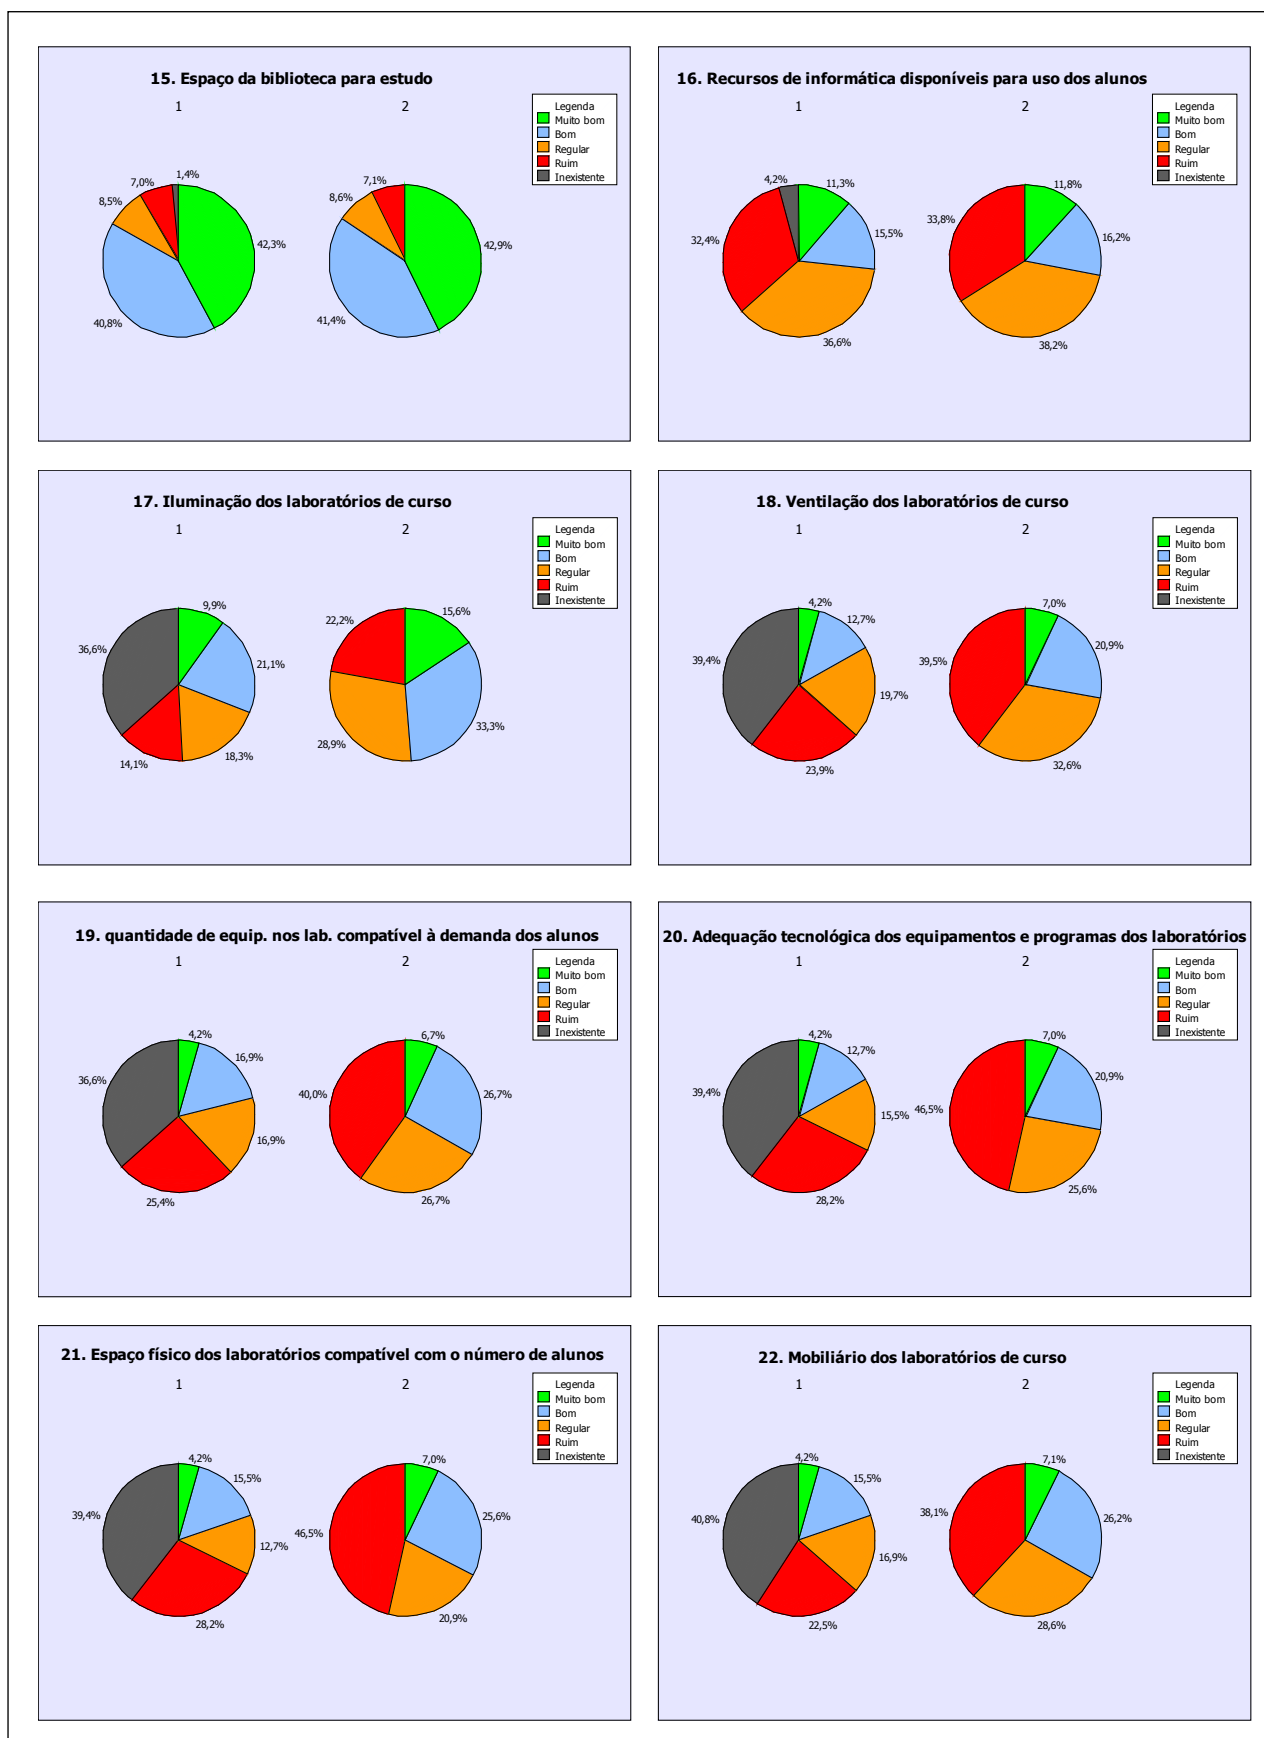 15. Espaço da biblioteca para estudo
1
2
Legenda
Muito bom
Bom
Regular
Ruim
Inexistente
1,4%
7,0%
8,5%
42,3%
40,8%
7,1%
8,6%
42,9%
41,4%
16. Recursos de informática disponíveis para uso dos alunos
1
2
Legenda
Muito bom
Bom
Regular
Ruim
Inexistente
4,2%
11,3%
15,5%
32,4%
36,6%
11,8%
33,8%
16,2%
38,2%
17. Iluminação dos laboratórios de curso
1
2
Legenda
Muito bom
Bom
Regular
Ruim
Inexistente
9,9%
36,6%
21,1%
14,1%
18,3%
15,6%
22,2%
33,3%
28,9%
18. Ventilação dos laboratórios de curso
1
2
Legenda
Muito bom
Bom
Regular
Ruim
Inexistente
4,2%
12,7%
39,4%
19,7%
23,9%
7,0%
20,9%
39,5%
32,6%
19. quantidade de equip. nos lab. compatível à demanda dos alunos
1
2
Legenda
Muito bom
Bom
Regular
Ruim
Inexistente
4,2%
16,9%
36,6%
16,9%
25,4%
6,7%
40,0%
26,7%
26,7%
20. Adequação tecnológica dos equipamentos e programas dos laboratórios
1
2
Legenda
Muito bom
Bom
Regular
Ruim
Inexistente
4,2%
12,7%
39,4%
15,5%
28,2%
7,0%
20,9%
46,5%
25,6%
21. Espaço físico dos laboratórios compatível com o número de alunos
1
2
Legenda
Muito bom
Bom
Regular
Ruim
Inexistente
4,2%
15,5%
39,4%
12,7%
28,2%
7,0%
25,6%
46,5%
20,9%
22. Mobiliário dos laboratórios de curso
1
2
Legenda
Muito bom
Bom
Regular
Ruim
Inexistente
4,2%
15,5%
40,8%
16,9%
22,5%
7,1%
26,2%
38,1%
28,6%